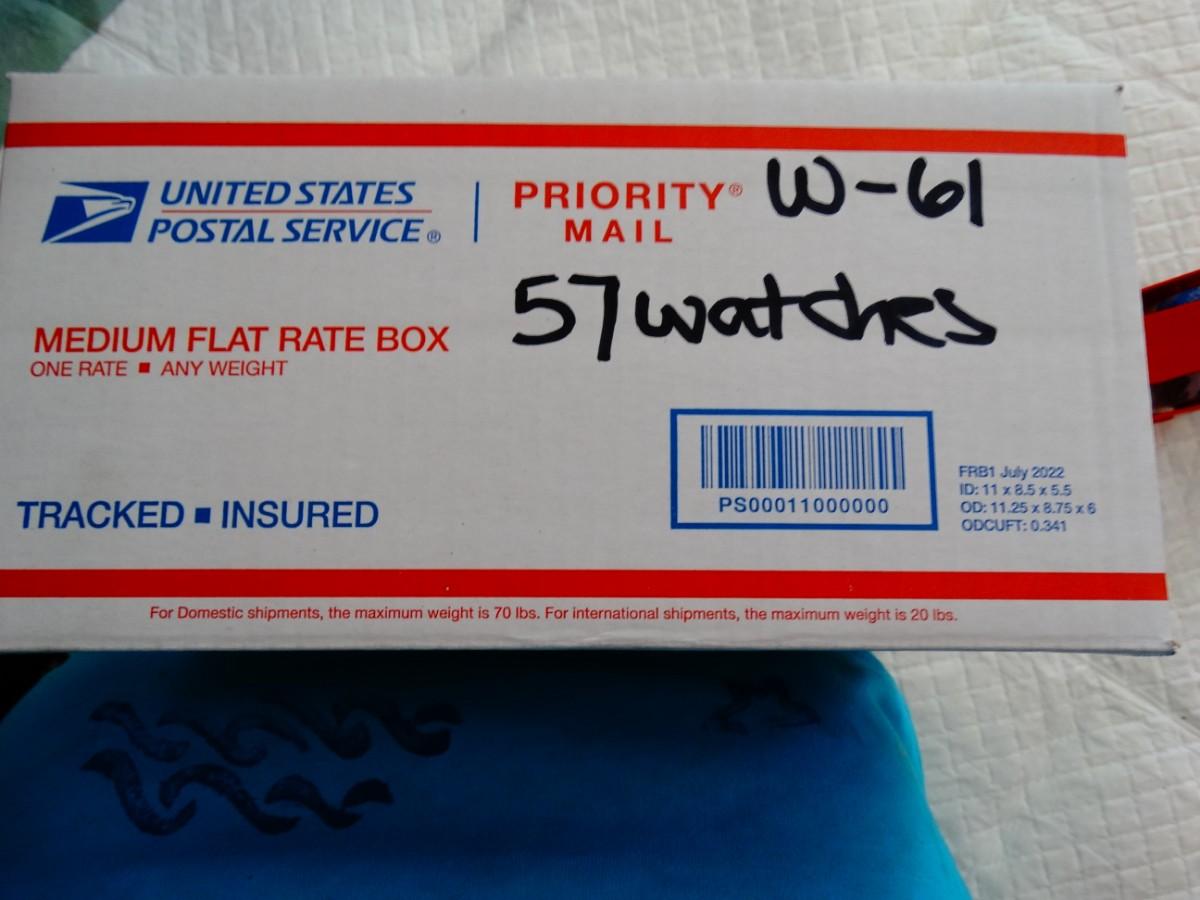 UNITED STATES
POSTAL SERVICE®
PRIORITY®
MAIL
W-61
57 watches
MEDIUM FLAT RATE BOX
ONE RATE ■ ANY WEIGHT
TRACKED ■ INSURED
PS00011000000
FRB1 July 2022
ID: 11 x 8.5 x 5.5
OD: 11.25 x 8.75 x 6
ODCUFT: 0.341
For Domestic shipments, the maximum weight is 70 lbs. For international shipments, the maximum weight is 20 lbs.